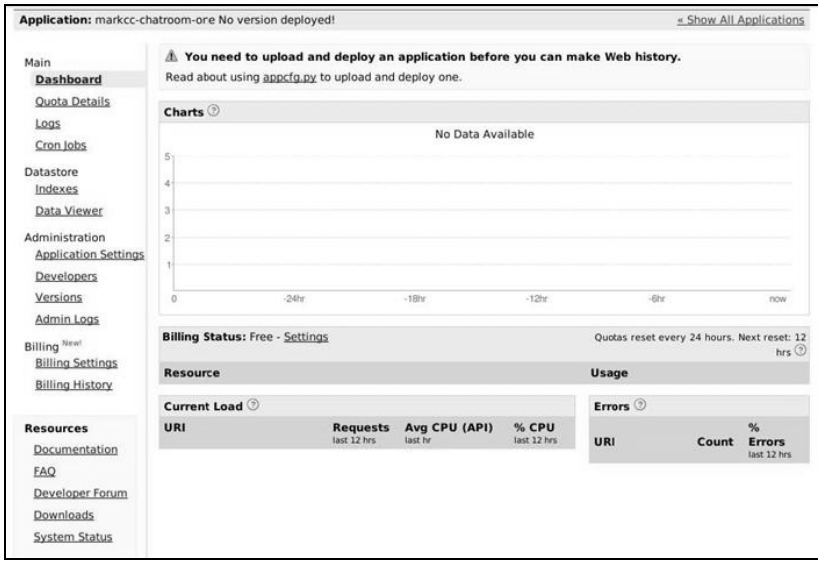 Application: markcc-chatroom-ore No version deployed!
« Show All Applications
Main
Dashboard
Quota Details
Logs
Cron Jobs
Datastore
Indexes
Data Viewer
Administration
Application Settings
Developers
Versions
Admin Logs
Billing New!
Billing Settings
Billing History
Resources
Documentation
FAQ
Developer Forum
Downloads
System Status
You need to upload and deploy an application before you can make Web history.
Read about using appcfg.py to upload and deploy one.
Charts ?
No Data Available
5
4
3
2
1
0 -24hr -18hr -12hr -6hr now
Billing Status: Free - Settings
Quotas reset every 24 hours. Next reset: 12
hrs ?
Resource Usage
Current Load ?
URI Requests Avg CPU (API) % CPU
last 12 hrs last hr last 12 hrs
Errors ?
URI Count % Errors
last 12 hrs